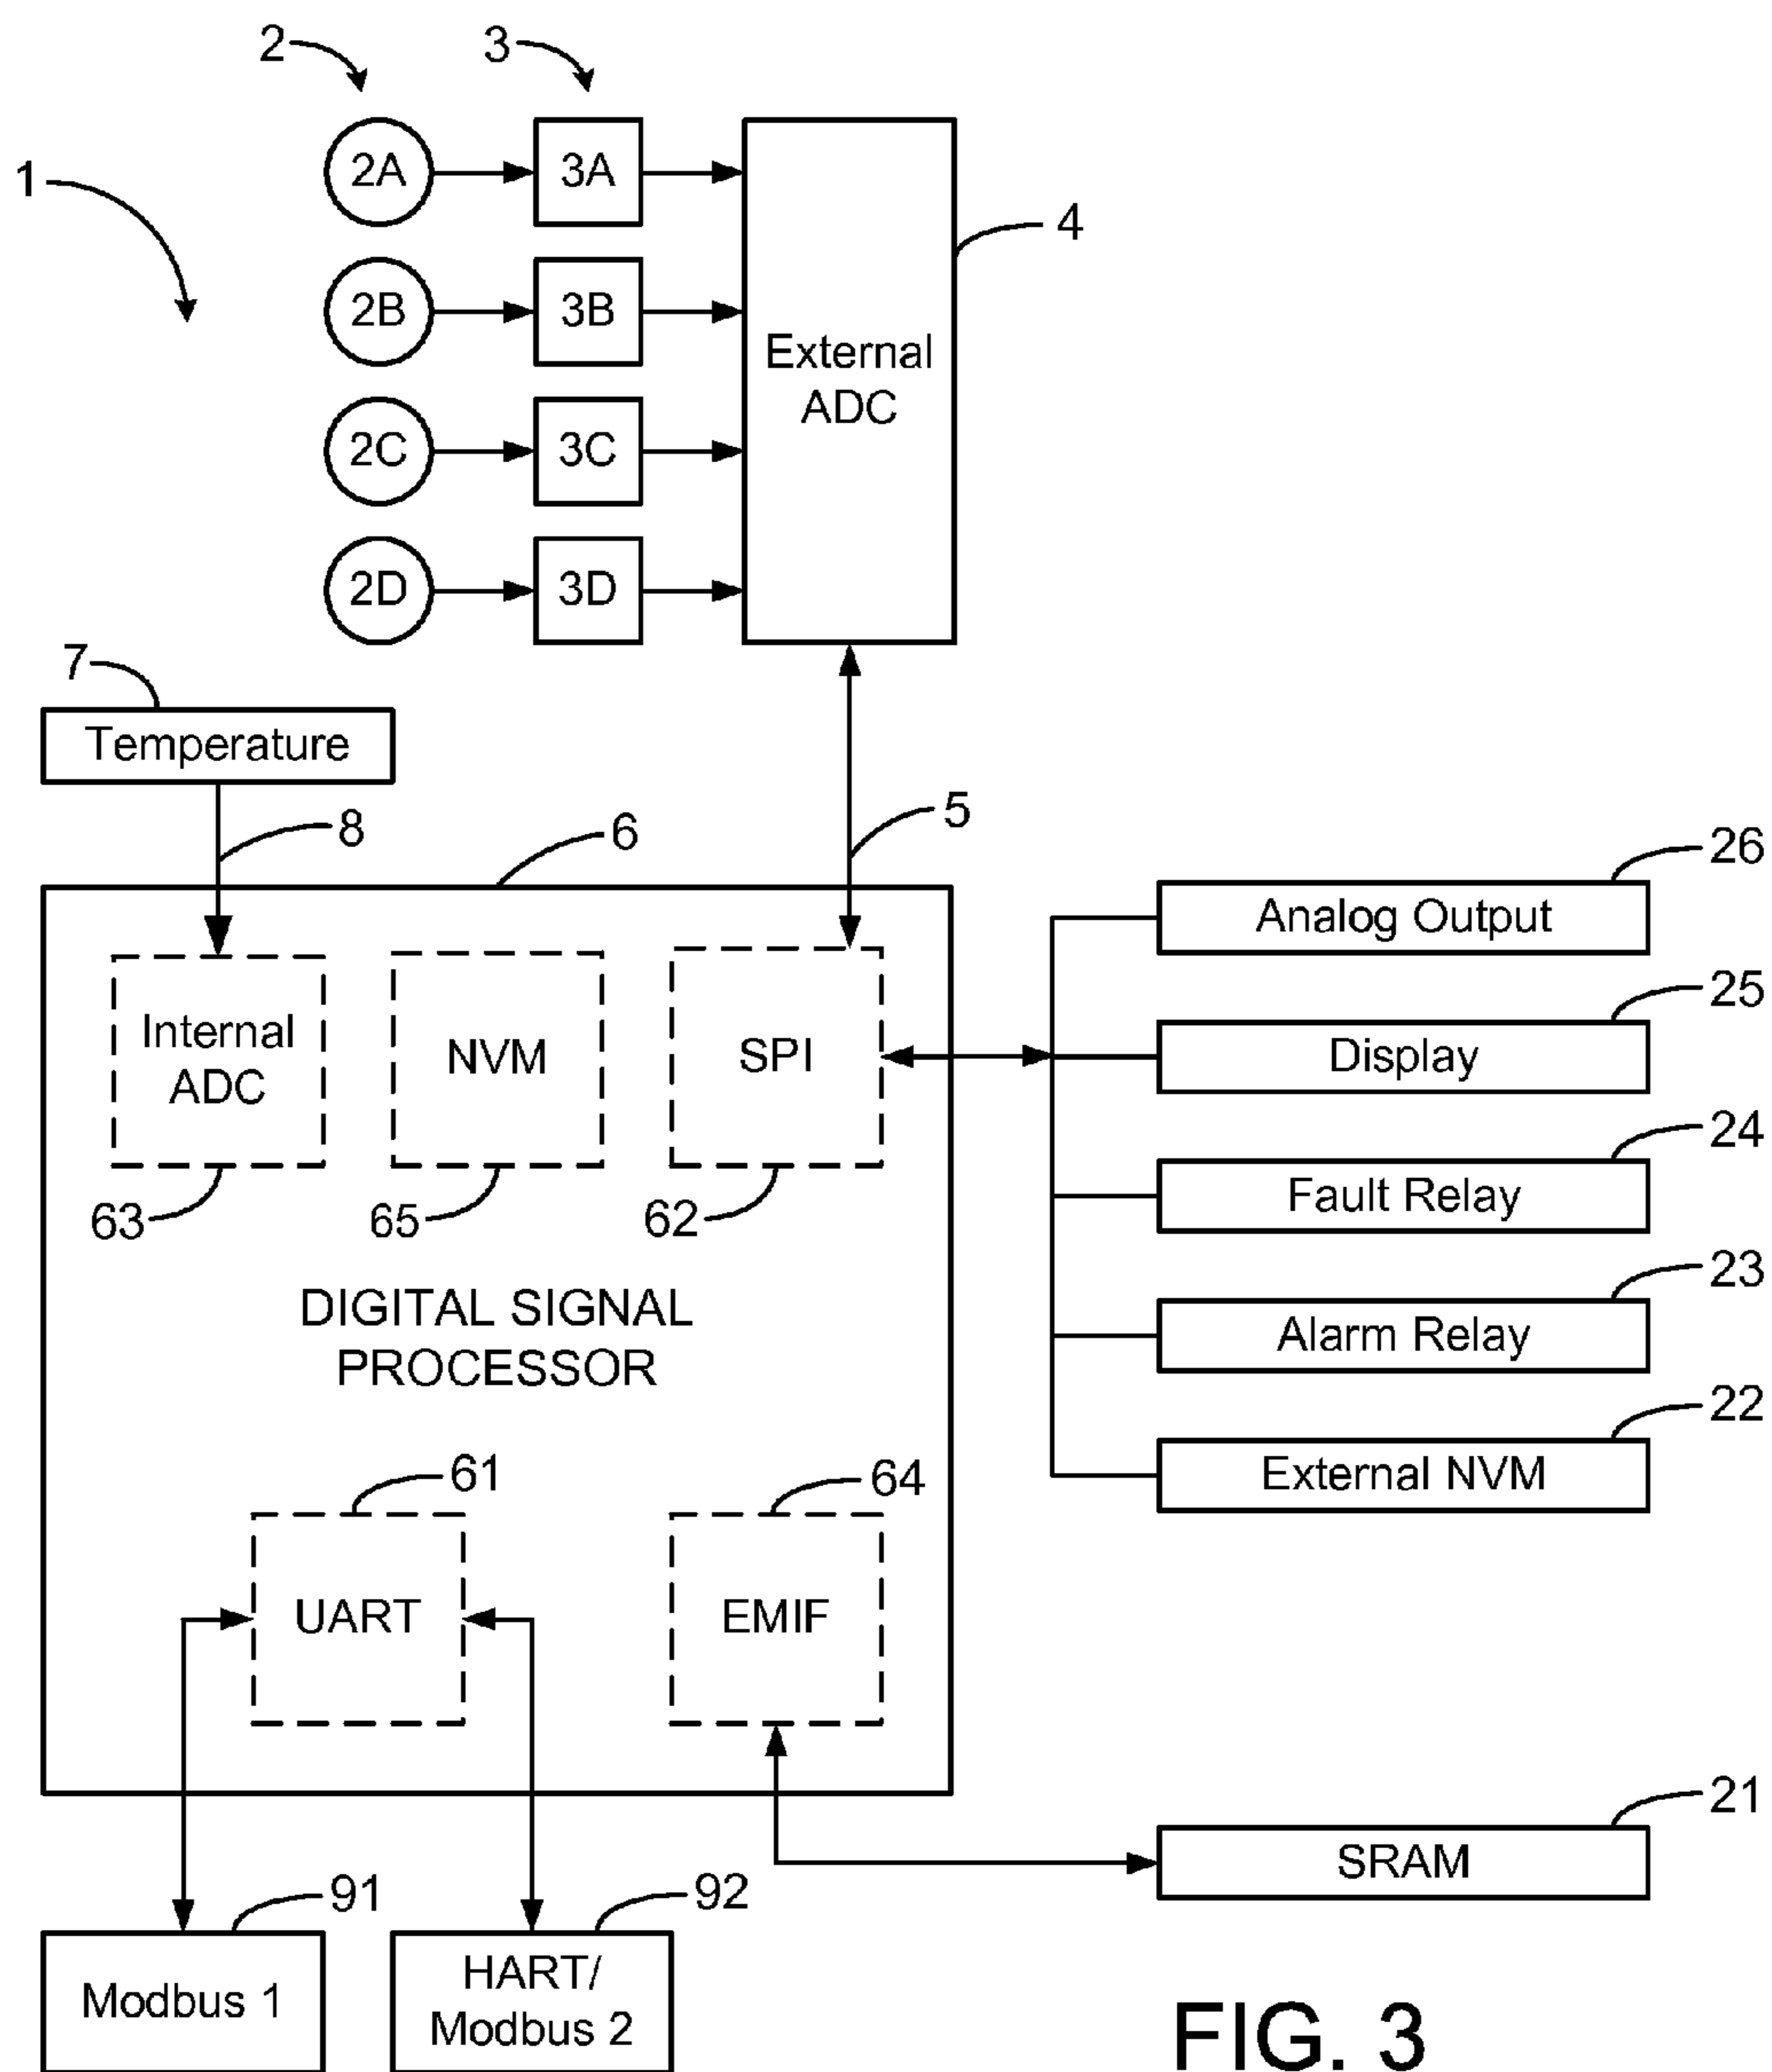 2
3
1
2A
3A
2B
3B
2C
3C
2D
3D
External
ADC
4
7
Temperature
8
6
5
Internal
ADC
63
NVM
65
SPI
62
DIGITAL SIGNAL
PROCESSOR
61
UART
64
EMIF
26
Analog Output
25
Display
24
Fault Relay
23
Alarm Relay
22
External NVM
21
SRAM
91
Modbus 1
92
HART/
Modbus 2
FIG. 3